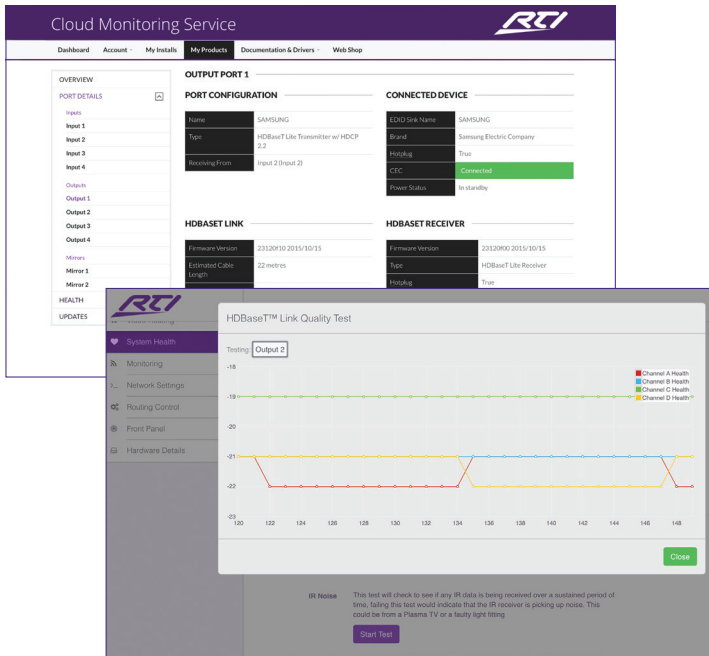 Cloud Monitoring Service
RTI
Dashboard Account My Installs My Products Documentation & Drivers Web Shop
OVERVIEW
PORT DETAILS
Inputs
Input 1
Input 2
Input 3
Input 4
Outputs
Output 1
Output 2
Output 3
Output 4
Mirrors
Mirror 1
Mirror 2
HEALTH
UPDATES
OUTPUT PORT 1
PORT CONFIGURATION
Name SAMSUNG
Type HDBaseT Lite Transmitter w/ HDCP
2.2
Receiving From Input 2 (Input 2)
CONNECTED DEVICE
EDID Sink Name SAMSUNG
Brand Samsung Electric Company
Hotplug True
CEC Connected
Power Status In standby
HDBASET LINK
Firmware Version 23120f10 2015/10/15
Estimated Cable
Length 22 metres
HDBASET RECEIVER
Firmware Version 23120f00 2015/10/15
Type HDBaseT Lite Receiver
Hotplug True
RTI
System Health
Monitoring
Network Settings
Routing Control
Front Panel
Hardware Details
HDBaseT™ Link Quality Test
Testing: Output 2
Channel A Health
Channel B Health
Channel C Health
Channel D Health
-18
-19
-20
-21
-22
-23
120 122 124 126 128 130 132 134 136 138 140 142 144 146 148
Close
IR Noise
This test will check to see if any IR data is being received over a sustained period of
time, failing this test would indicate that the IR receiver is picking up noise. This
could be from a Plasma TV or a faulty light fitting
Start Test